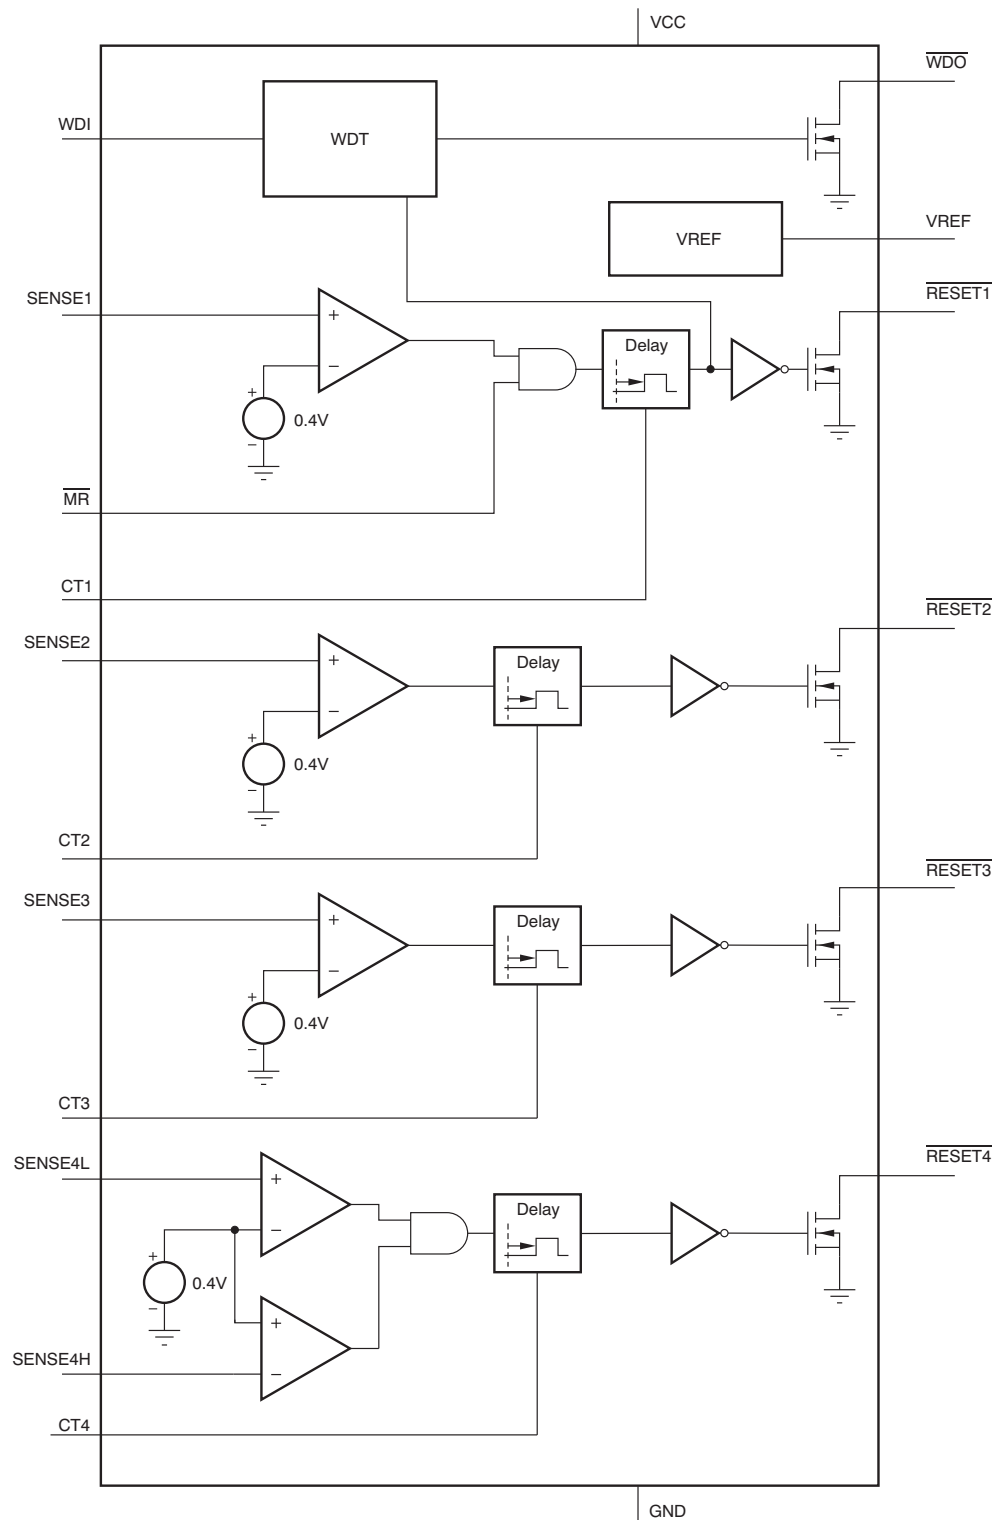 VCC
WDO
WDI
WDT
VREF
VREF
SENSE1
RESET1
+
Delay
−
+
0.4V
−
MR
CT1
RESET2
SENSE2
+
Delay
−
+
0.4V
−
CT2
RESET3
SENSE3
+
Delay
−
+
0.4V
−
CT3
RESET4
SENSE4L
+
Delay
−
+
0.4V
−
+
SENSE4H
−
CT4
GND